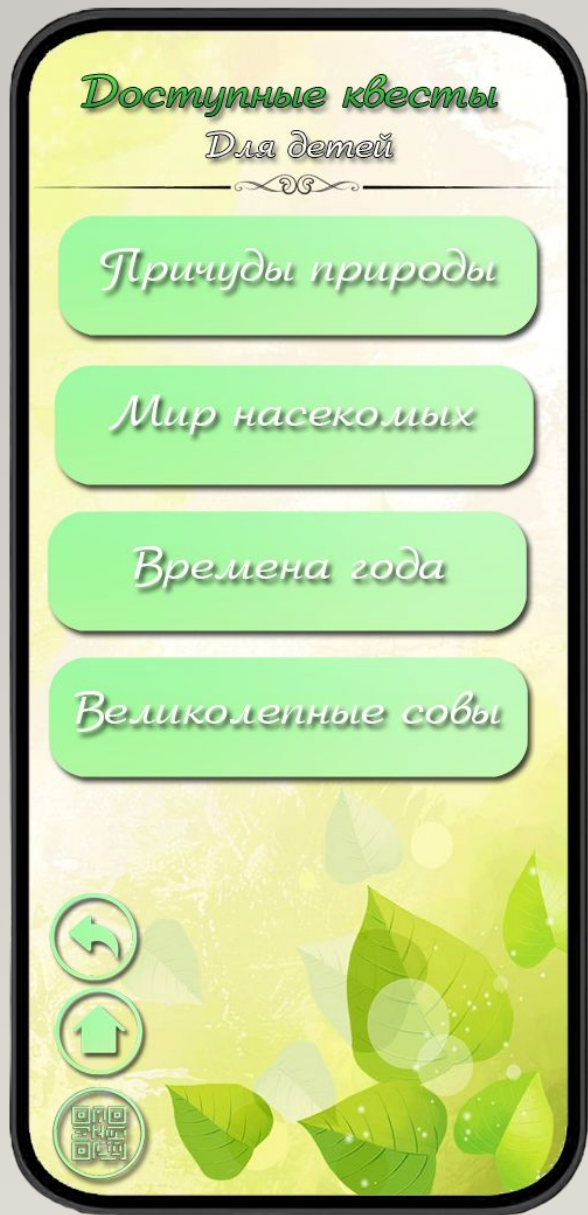 Доступные квесты
Для детей
Причуды природы
Мир насекомых
Времена года
Великолепные совы